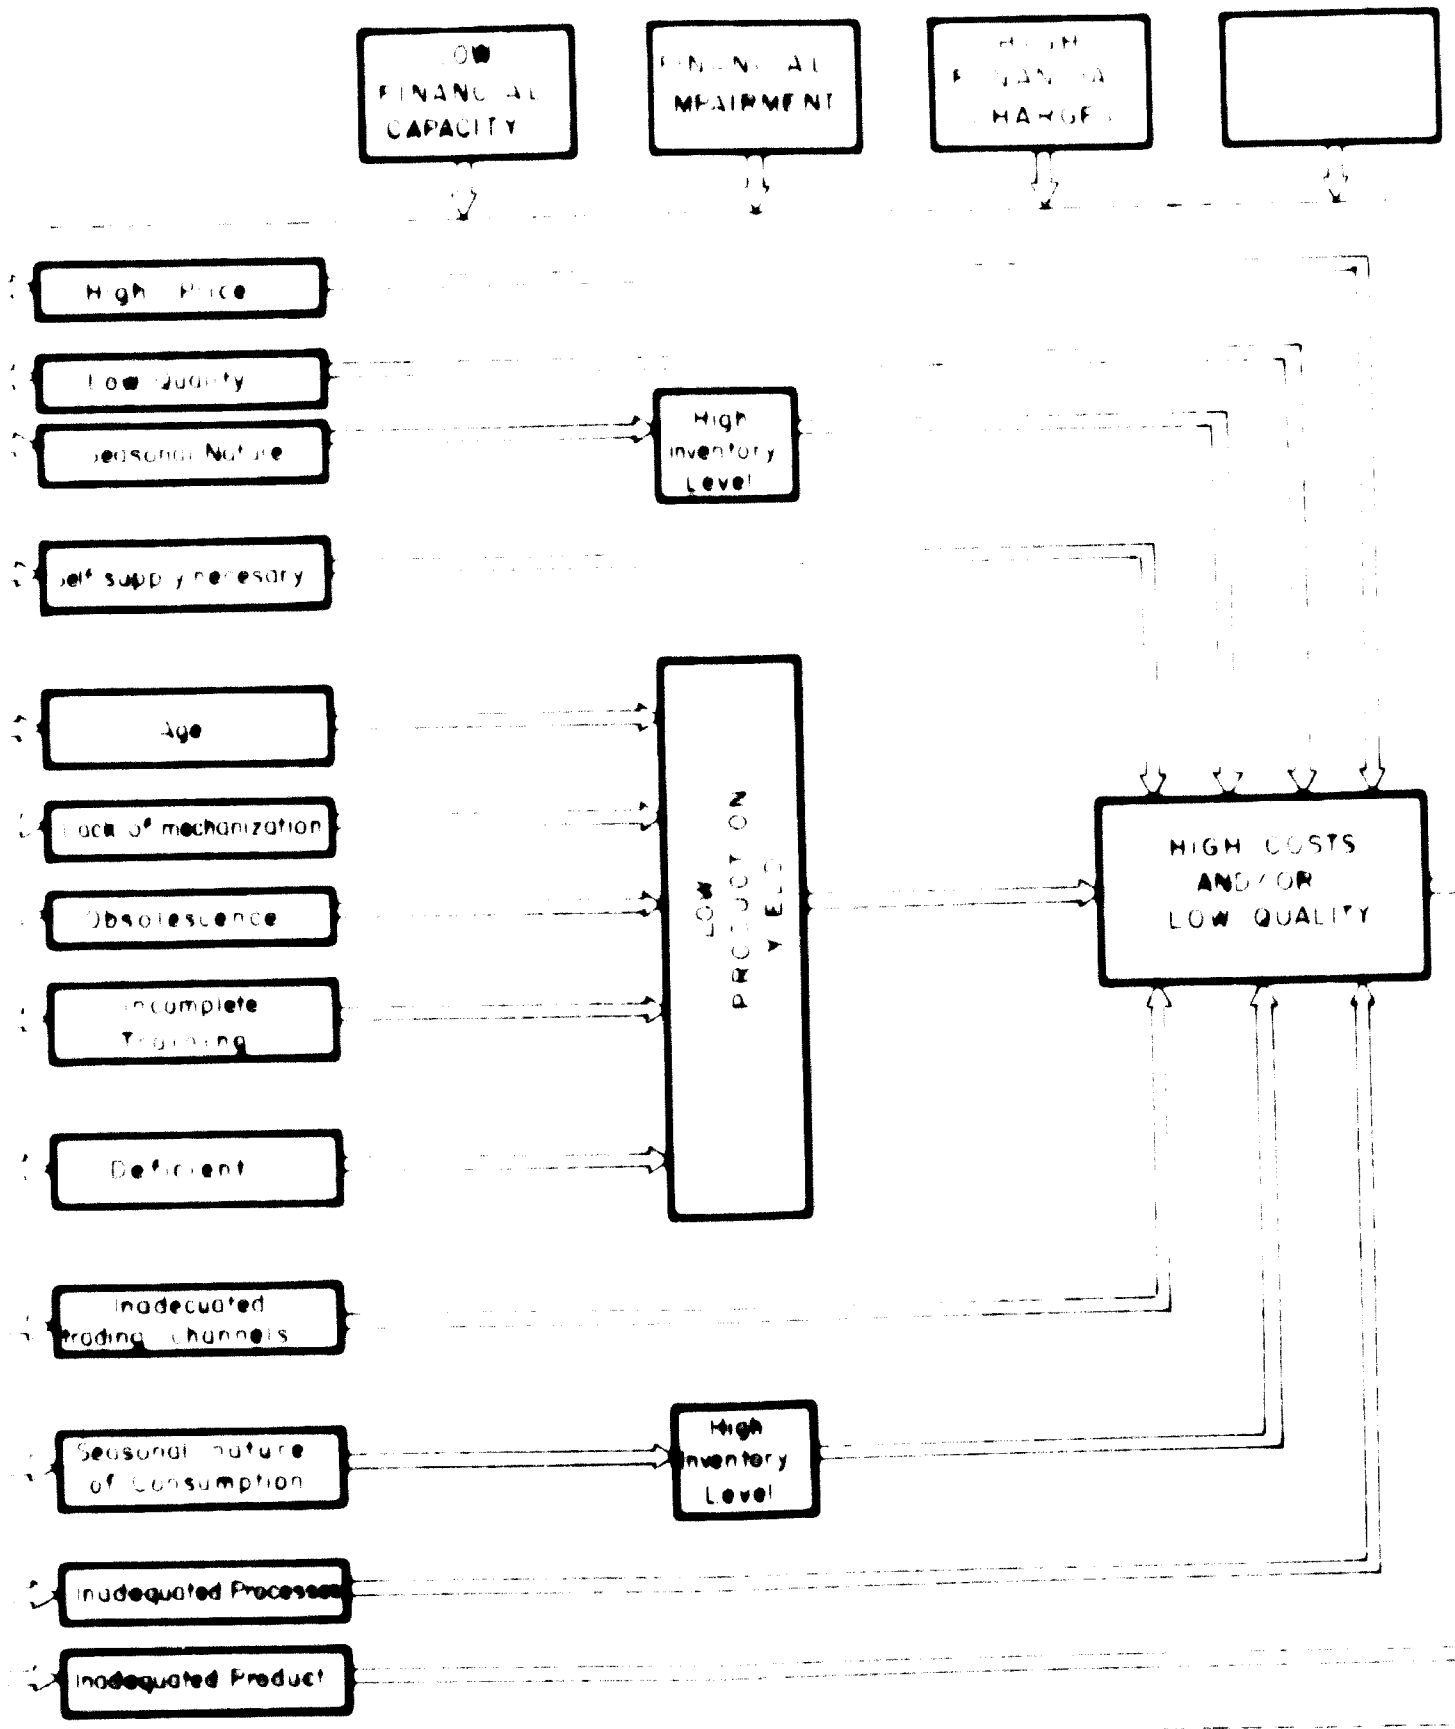 LOW
FINANCIAL
CAPACITY
FINANCIAL
IMPAIRMENT
HIGH
FINANCIAL
CHARGES
High Price
Low Quality
Seasonal Nature
High
Inventory
Level
Self supply necesary
Age
Lack of mechanization
Obsolescence
Incomplete
Training
Deficient
LOW
PRODUCTION
YIELD
HIGH COSTS
AND/OR
LOW QUALITY
Inadecuated
trading channels
Seasonal nature
of Consumption
High
Inventory
Level
Inadequated Processes
Inadequated Product